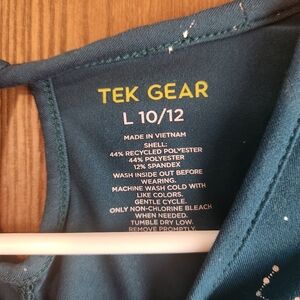 TEK GEAR
L 10/12
MADE IN VIETNAM
SHELL:
44% RECYCLED POLYESTER
44% POLYESTER
12% SPANDEX
WASH INSIDE OUT BEFORE
WEARING.
MACHINE WASH COLD WITH
LIKE COLORS.
GENTLE CYCLE.
ONLY NON-CHLORINE BLEACH
WHEN NEEDED.
TUMBLE DRY LOW.
REMOVE PROMPTLY.